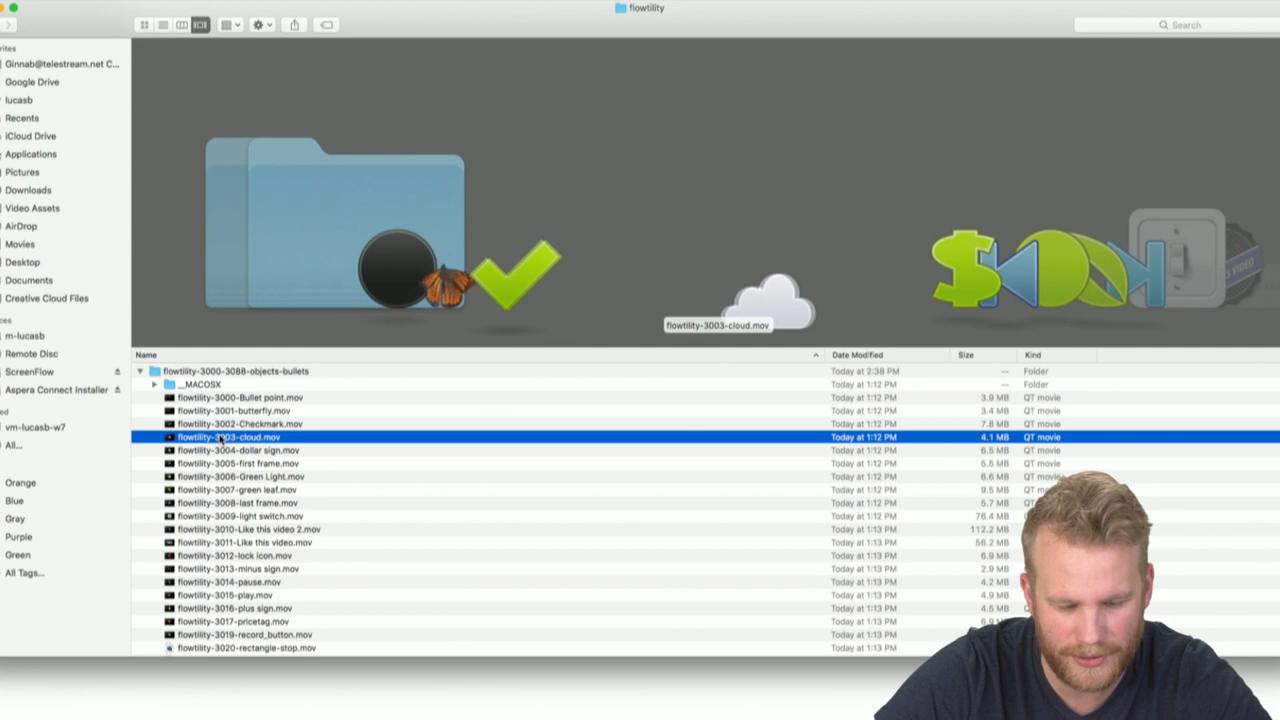 flowtility
Search
rites
Ginnab@telestream.net C...
Google Drive
lucasb
Recents
iCloud Drive
Applications
Pictures
Downloads
Video Assets
AirDrop
Movies
Desktop
Documents
Creative Cloud Files
ces
m-lucasb
Remote Disc
ScreenFlow
Aspera Connect Installer
ed
vm-lucasb-w7
All...
Orange
Blue
Gray
Purple
Green
All Tags...
S VIDEO
flowtility-3003-cloud.mov
Name Date Modified Size Kind
flowtility-3000-3088-objects-bullets Today at 2:38 PM -- Folder
__MACOSX Today at 1:12 PM -- Folder
flowtility-3000-Bullet point.mov Today at 1:12 PM 3.9 MB QT movie
flowtility-3001-butterfly.mov Today at 1:12 PM 3.4 MB QT movie
flowtility-3002-Checkmark.mov Today at 1:12 PM 7.8 MB QT movie
flowtility-3003-cloud.mov Today at 1:12 PM 4.1 MB QT movie
flowtility-3004-dollar sign.mov Today at 1:12 PM 6.5 MB QT movie
flowtility-3005-first frame.mov Today at 1:12 PM 5.5 MB QT movie
flowtility-3006-Green Light.mov Today at 1:12 PM 6.6 MB QT movie
flowtility-3007-green leaf.mov Today at 1:12 PM 9.5 MB QT
flowtility-3008-last frame.mov Today at 1:12 PM 5.7 MB QT
flowtility-3009-light switch.mov Today at 1:12 PM 76.4 MB
flowtility-3010-Like this video 2.mov Today at 1:13 PM 112.2 MB
flowtility-3011-Like this video.mov Today at 1:13 PM 56.2 MB
flowtility-3012-lock icon.mov Today at 1:13 PM 6.9 MB
flowtility-3013-minus sign.mov Today at 1:13 PM 2.9 MB
flowtility-3014-pause.mov Today at 1:13 PM 4.2 MB
flowtility-3015-play.mov Today at 1:13 PM 4.9 MB
flowtility-3016-plus sign.mov Today at 1:13 PM 4.5 MB
flowtility-3017-pricetag.mov Today at 1:13 PM 6.9
flowtility-3019-record_button.mov Today at 1:13 PM
flowtility-3020-rectangle-stop.mov Today at 1:13 PM